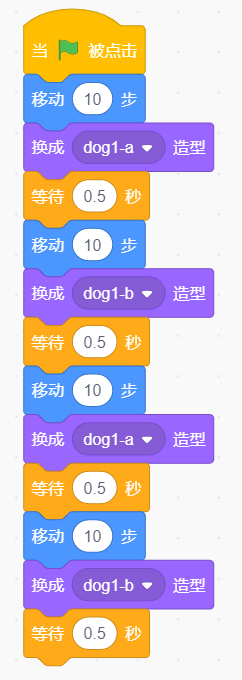 当 被点击
移动 10 步
换成 dog1-a 造型
等待 0.5 秒
移动 10 步
换成 dog1-b 造型
等待 0.5 秒
移动 10 步
换成 dog1-a 造型
等待 0.5 秒
移动 10 步
换成 dog1-b 造型
等待 0.5 秒